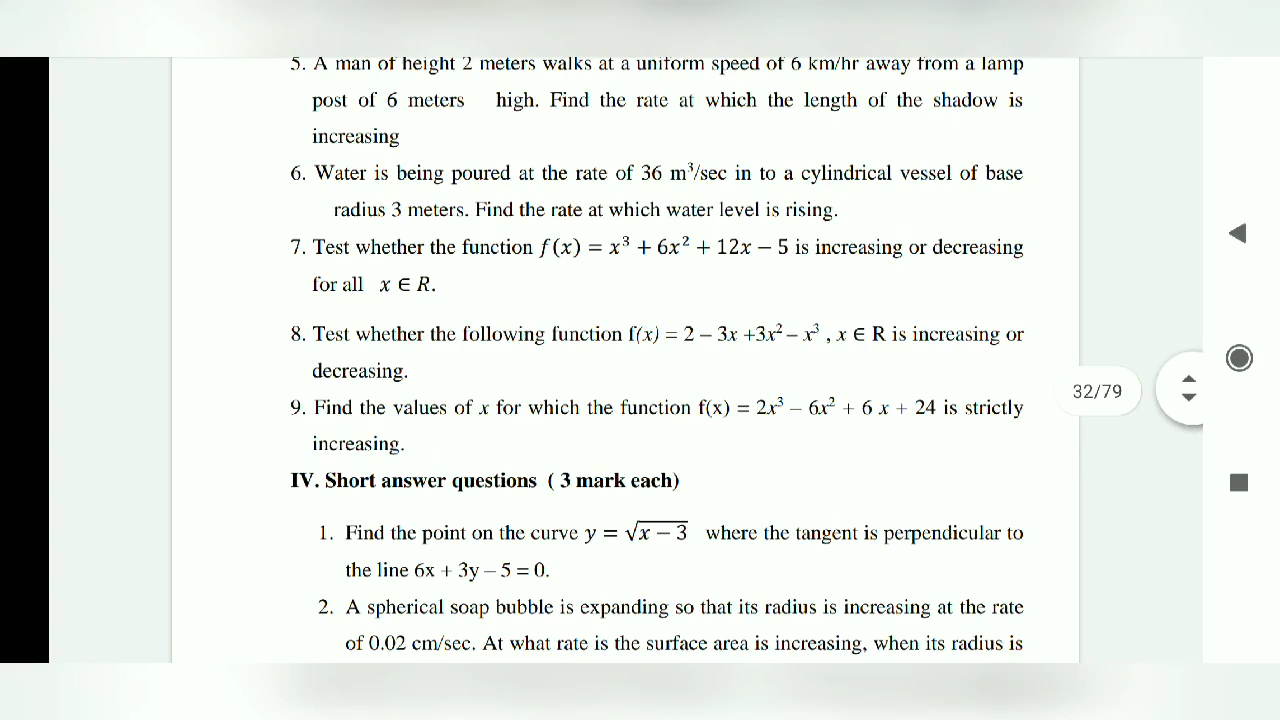 5. A man of height 2 meters walks at a uniform speed of 6 km/hr away from a lamp
post of 6 meters high. Find the rate at which the length of the shadow is
increasing
6. Water is being poured at the rate of 36 m³/sec in to a cylindrical vessel of base
radius 3 meters. Find the rate at which water level is rising.
7. Test whether the function f(x) = x³ + 6x² + 12x − 5 is increasing or decreasing
for all x ∈ R.
8. Test whether the following function f(x) = 2 – 3x +3x² – x³ , x ∈ R is increasing or
decreasing.
9. Find the values of x for which the function f(x) = 2x³ – 6x² + 6 x + 24 is strictly
increasing.
32/79
IV. Short answer questions ( 3 mark each)
1. Find the point on the curve y = √(x − 3) where the tangent is perpendicular to
the line 6x + 3y – 5 = 0.
2. A spherical soap bubble is expanding so that its radius is increasing at the rate
of 0.02 cm/sec. At what rate is the surface area is increasing, when its radius is